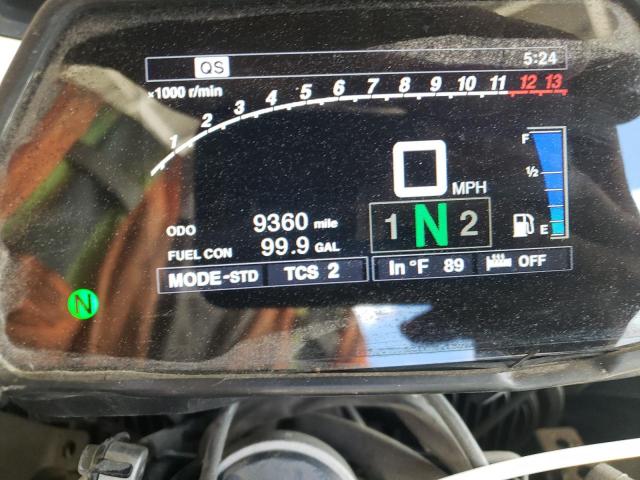 QS 5:24
×1000 r/min
1 2 3 4 5 6 7 8 9 10 11 12 13
F
1/2
E
0 MPH
1 N 2
ODO 9360 mile
FUEL CON 99.9 GAL
MODE-STD TCS 2 In °F 89 OFF
N